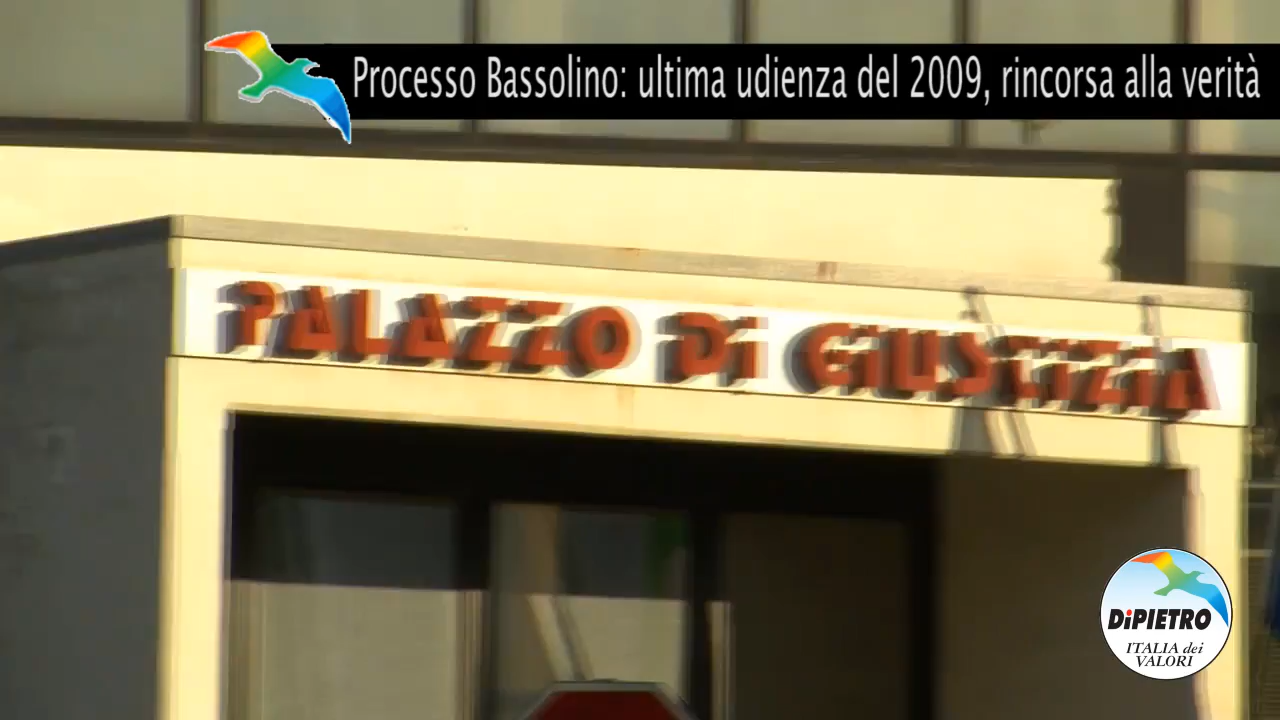 Processo Bassolino: ultima udienza del 2009, rincorsa alla verità
PALAZZO Di GiUSTIZiA
DiPIETRO
ITALIA dei
VALORI